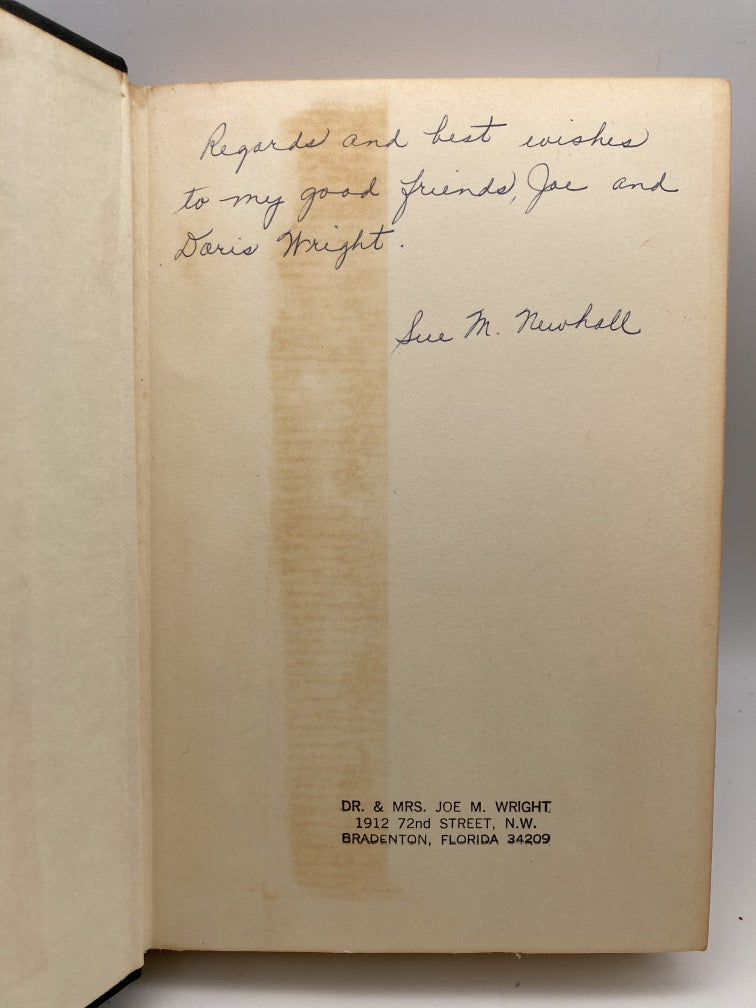 Regards and best wishes
to my good friends, Joe and
Doris Wright.
Sue M. Newhall
DR. & MRS. JOE M. WRIGHT
1912 72nd STREET, N.W.
BRADENTON, FLORIDA 34209